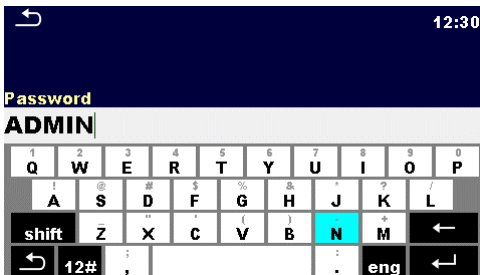 12:30
Password
ADMIN
1 2 3 4 5 6 7 8 9 0
Q W E R T Y U I O P
! @ # $ % & * ? /
A S D F G H J K L
- " ' ( ) - +
shift Z X C V B N M
; :
12# , . eng